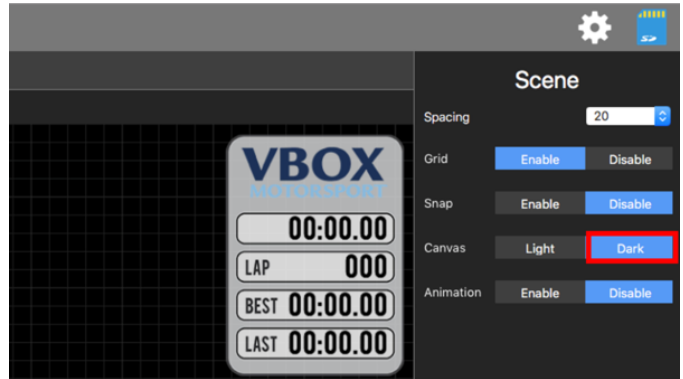 SD
Scene
Spacing 20
Grid Enable Disable
Snap Enable Disable
Canvas Light Dark
Animation Enable Disable
VBOX
MOTORSPORT
00:00.00
LAP 000
BEST 00:00.00
LAST 00:00.00